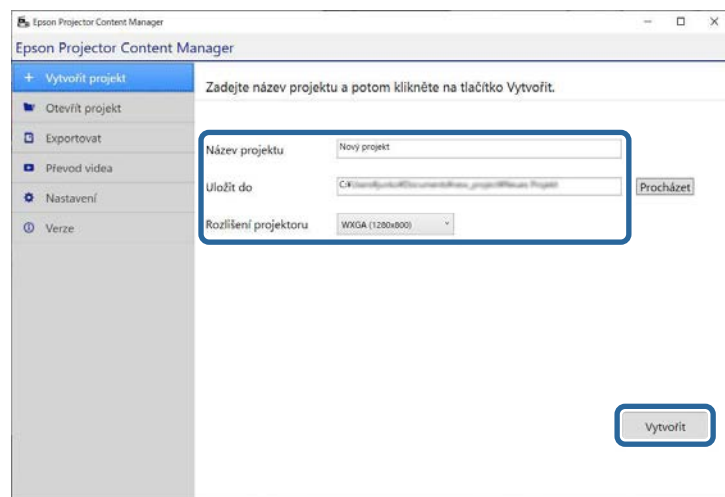 Epson Projector Content Manager
Epson Projector Content Manager
+ Vytvořit projekt
Otevřít projekt
Exportovat
Převod videa
Nastavení
Verze
Zadejte název projektu a potom klikněte na tlačítko Vytvořit.
Název projektu Nový projekt
Uložit do C:¥ Procházet
Rozlišení projektoru WXGA (1280x800)
Vytvořit